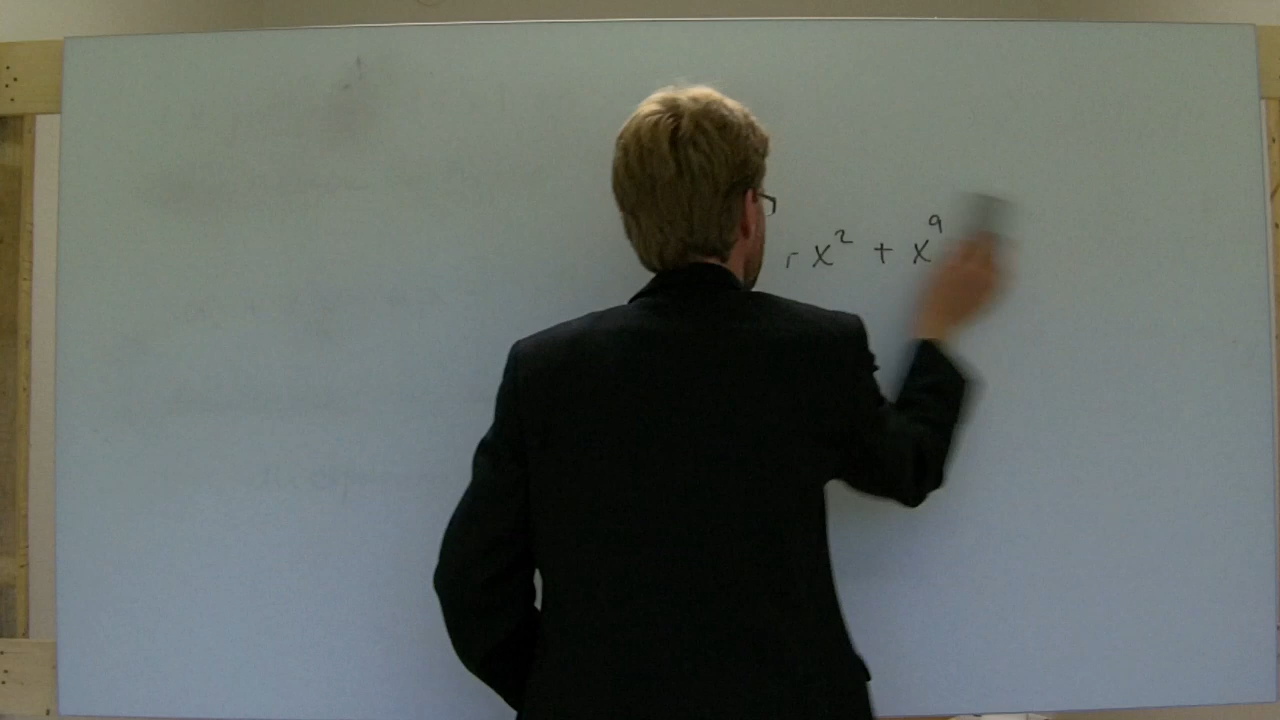 x² + x⁹